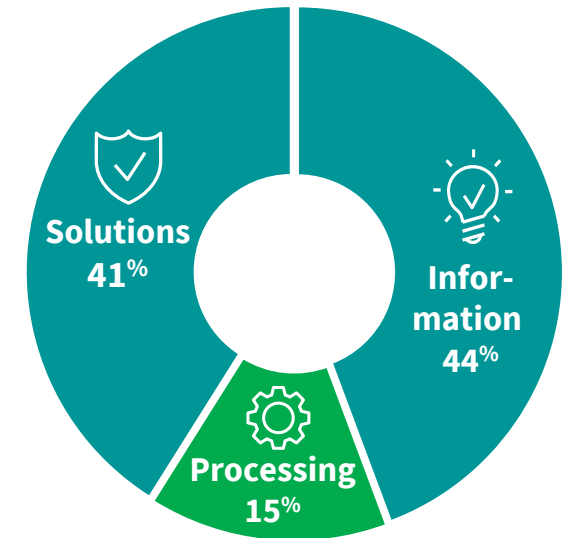 Solutions
41%
Infor-
mation
44%
Processing
15%